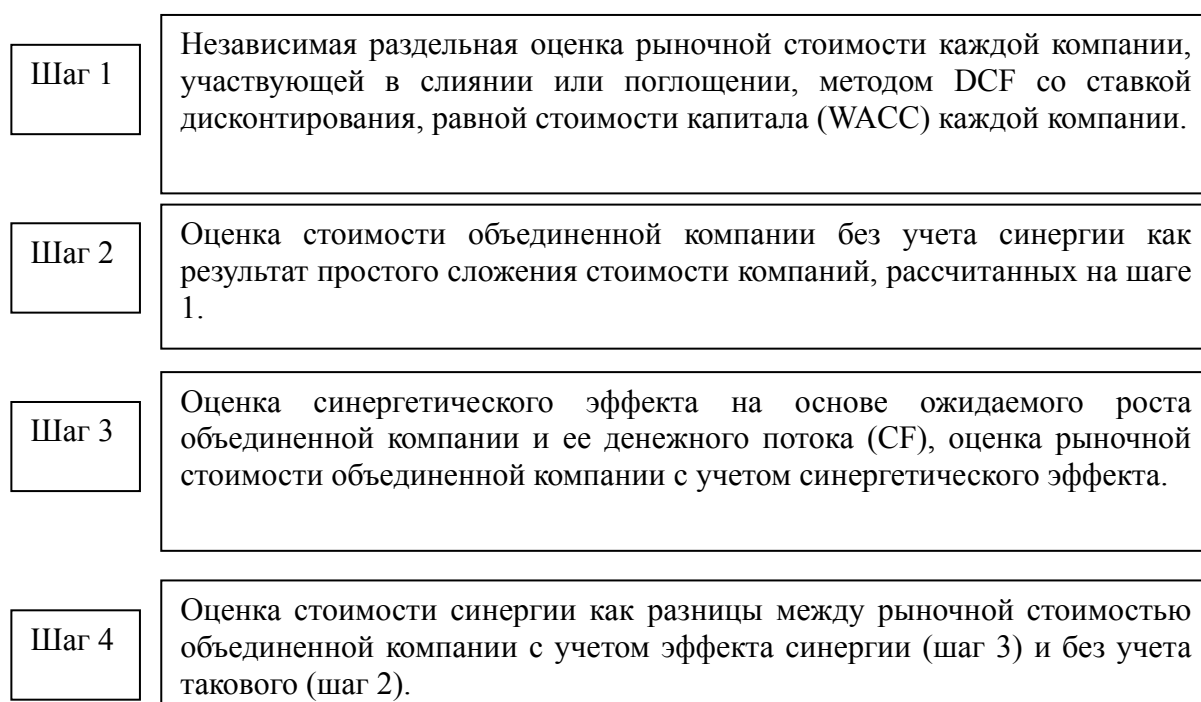 Шаг 1
Независимая раздельная оценка рыночной стоимости каждой компании,
участвующей в слиянии или поглощении, методом DCF со ставкой
дисконтирования, равной стоимости капитала (WACC) каждой компании.
Шаг 2
Оценка стоимости объединенной компании без учета синергии как
результат простого сложения стоимости компаний, рассчитанных на шаге
1.
Шаг 3
Оценка синергетического эффекта на основе ожидаемого роста
объединенной компании и ее денежного потока (CF), оценка рыночной
стоимости объединенной компании с учетом синергетического эффекта.
Шаг 4
Оценка стоимости синергии как разницы между рыночной стоимостью
объединенной компании с учетом эффекта синергии (шаг 3) и без учета
такового (шаг 2).